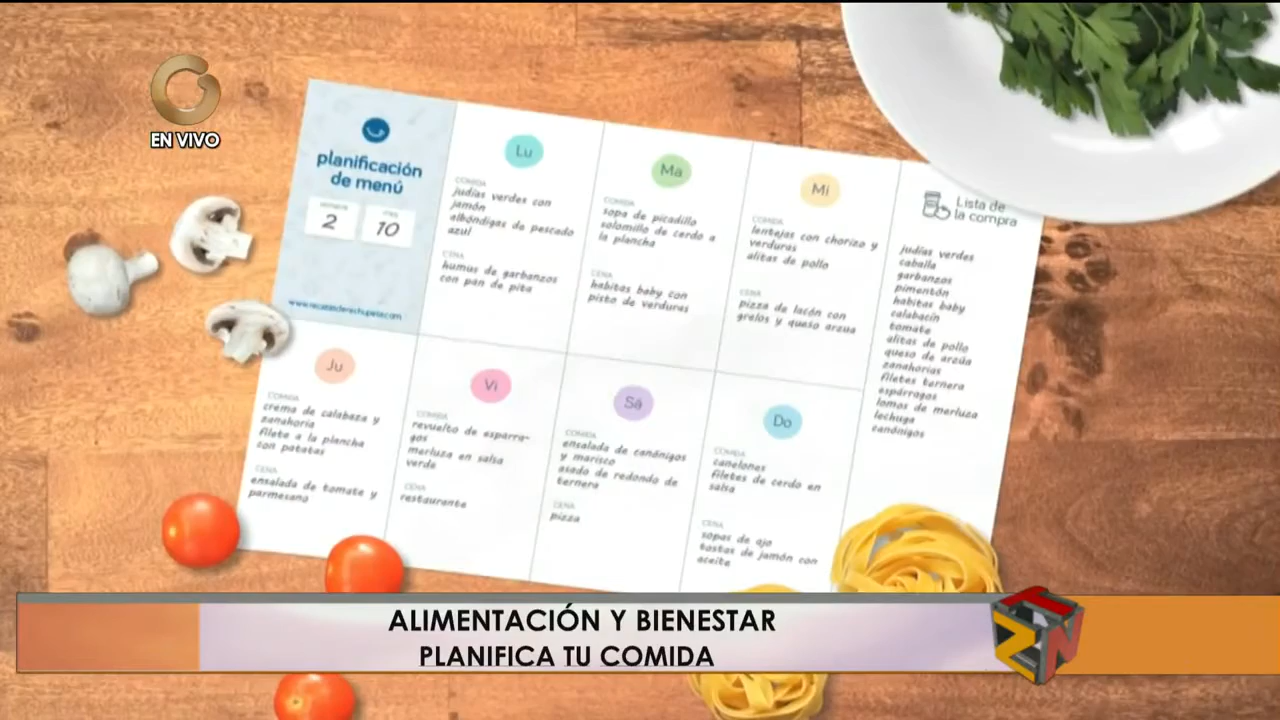 EN VIVO
planificación
de menú
2
10
Lu
COMIDA
judías verdes con
jamón
albóndigas de pescado
azul
CENA
humus de garbanzos
con pan de pita
Ma
COMIDA
sopa de picadillo
solomillo de cerdo a
la plancha
CENA
habitas baby con
pisto de verduras
Mi
COMIDA
lentejas con chorizo y
verduras
alitas de pollo
CENA
pizza de lacón con
grelos y queso arzua
Lista de
la compra
judías verdes
caballa
garbanzos
pimentón
habitas baby
calabacín
tomate
alitas de pollo
queso de arzúa
zanahorias
filetes ternera
espárragos
lomos de merluza
lechuga
canónigos
Ju
COMIDA
crema de calabaza y
zanahoria
filete a la plancha
con patatas
CENA
ensalada de tomate y
parmesano
Vi
COMIDA
revuelto de esparra-
gos
merluza en salsa
verde
CENA
restaurante
Sá
COMIDA
ensalada de canónigos
y marisco
asado de redondo de
ternera
CENA
pizza
Do
COMIDA
canelones
filetes de cerdo en
salsa
CENA
sopas de ajo
tostas de jamón con
aceite
ALIMENTACIÓN Y BIENESTAR
PLANIFICA TU COMIDA
TZN